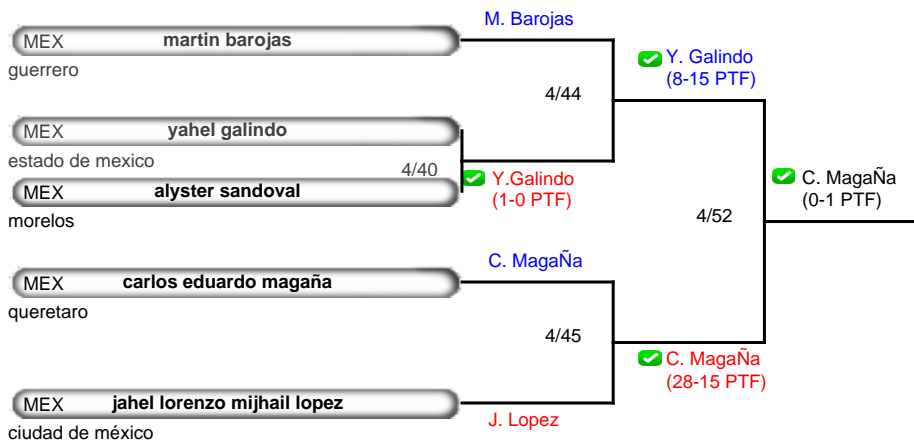 M. Barojas
MEX martin barojas
guerrero
Y. Galindo
(8-15 PTF)
4/44
MEX yahel galindo
estado de mexico
4/40
Y.Galindo
(1-0 PTF)
MEX alyster sandoval
morelos
C. MagaÑa
(0-1 PTF)
4/52
C. MagaÑa
MEX carlos eduardo magaña
queretaro
4/45
C. MagaÑa
(28-15 PTF)
MEX jahel lorenzo mijhail lopez
J. Lopez
ciudad de méxico